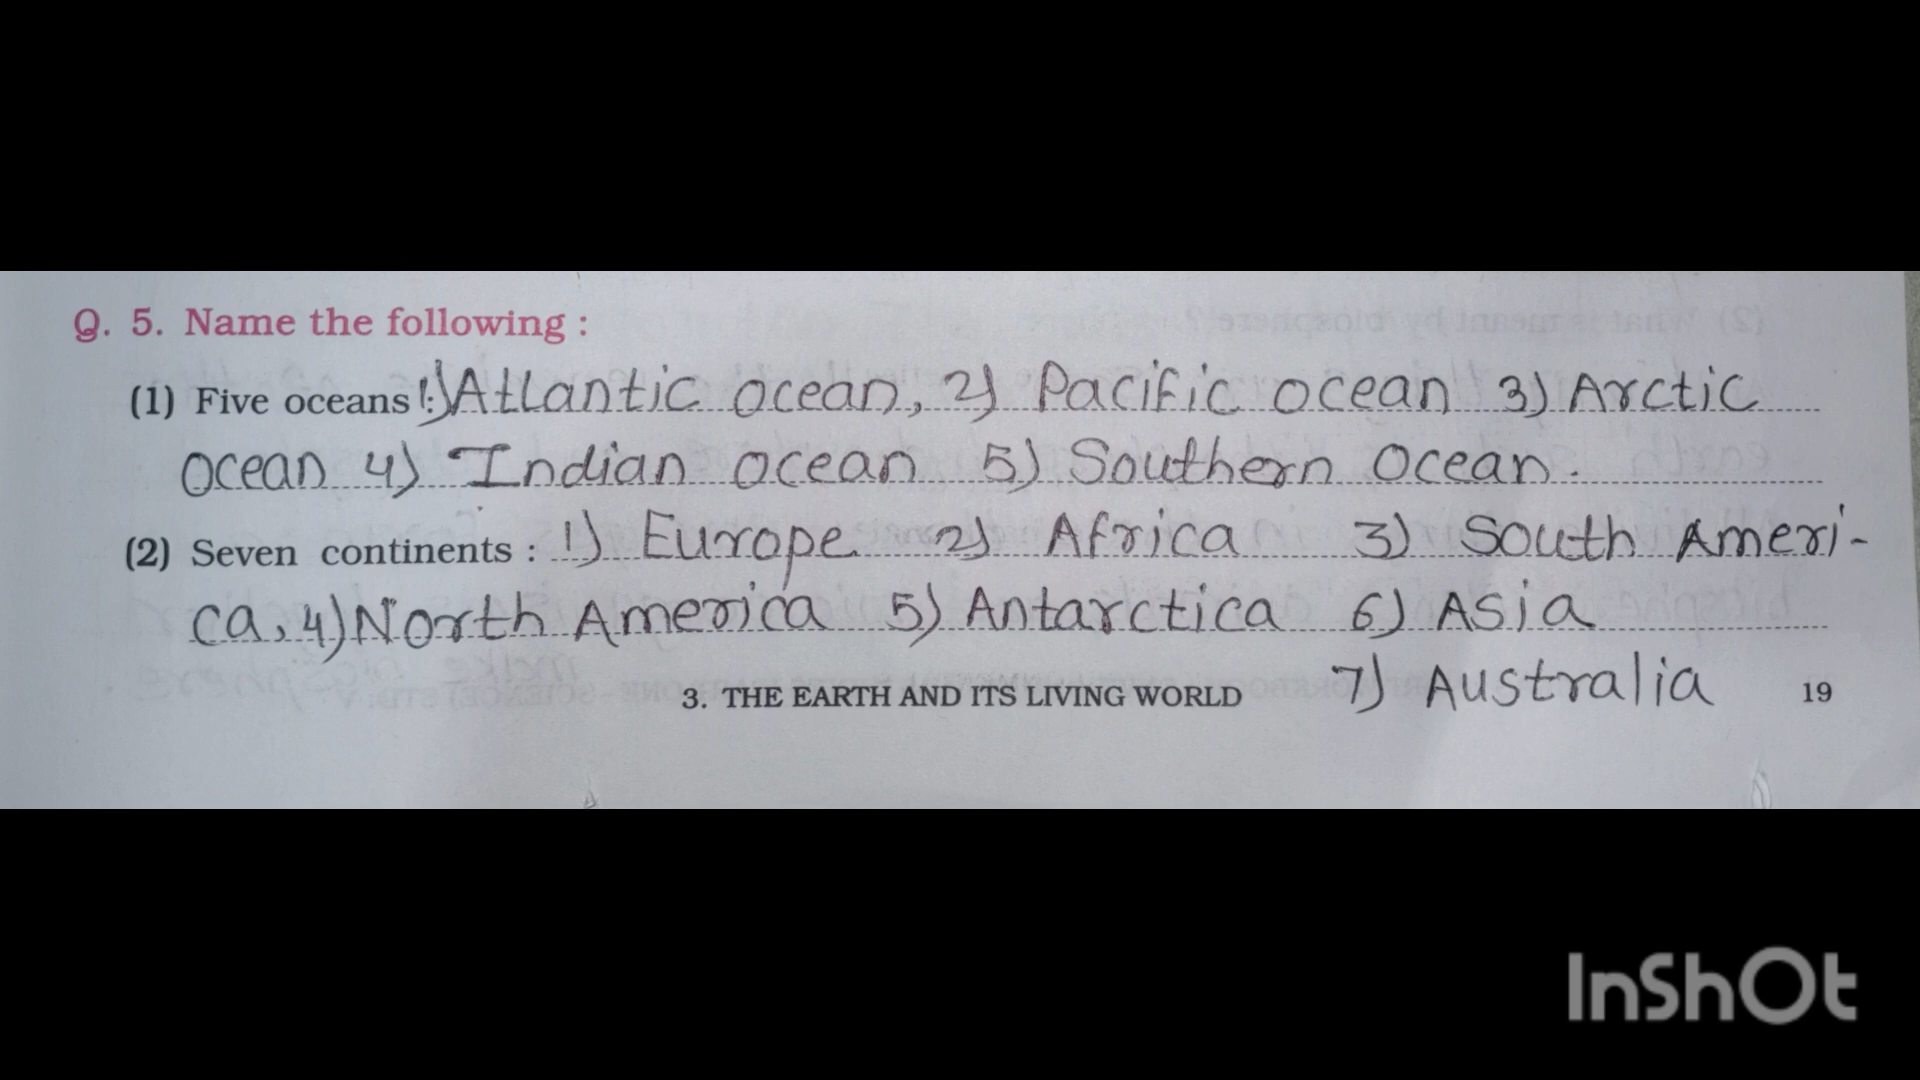 Q. 5. Name the following :
(1) Five oceans : 1) Atlantic ocean, 2) Pacific ocean 3) Arctic
ocean 4) Indian ocean 5) Southern Ocean.
(2) Seven continents : 1) Europe 2) Africa 3) South Ameri-
ca, 4) North America 5) Antarctica 6) Asia
7) Australia
3. THE EARTH AND ITS LIVING WORLD 19
InShOt